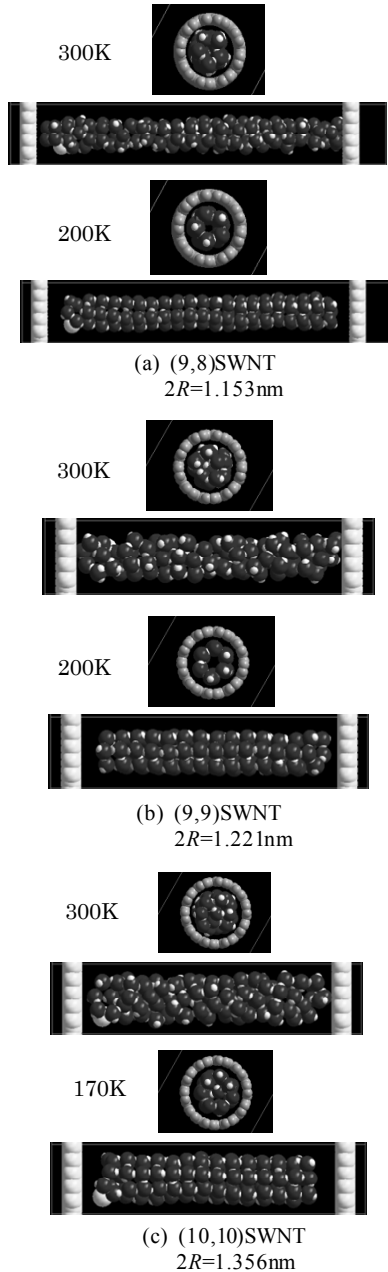 300K
200K
(a) (9,8)SWNT
2R=1.153nm
300K
200K
(b) (9,9)SWNT
2R=1.221nm
300K
170K
(c) (10,10)SWNT
2R=1.356nm